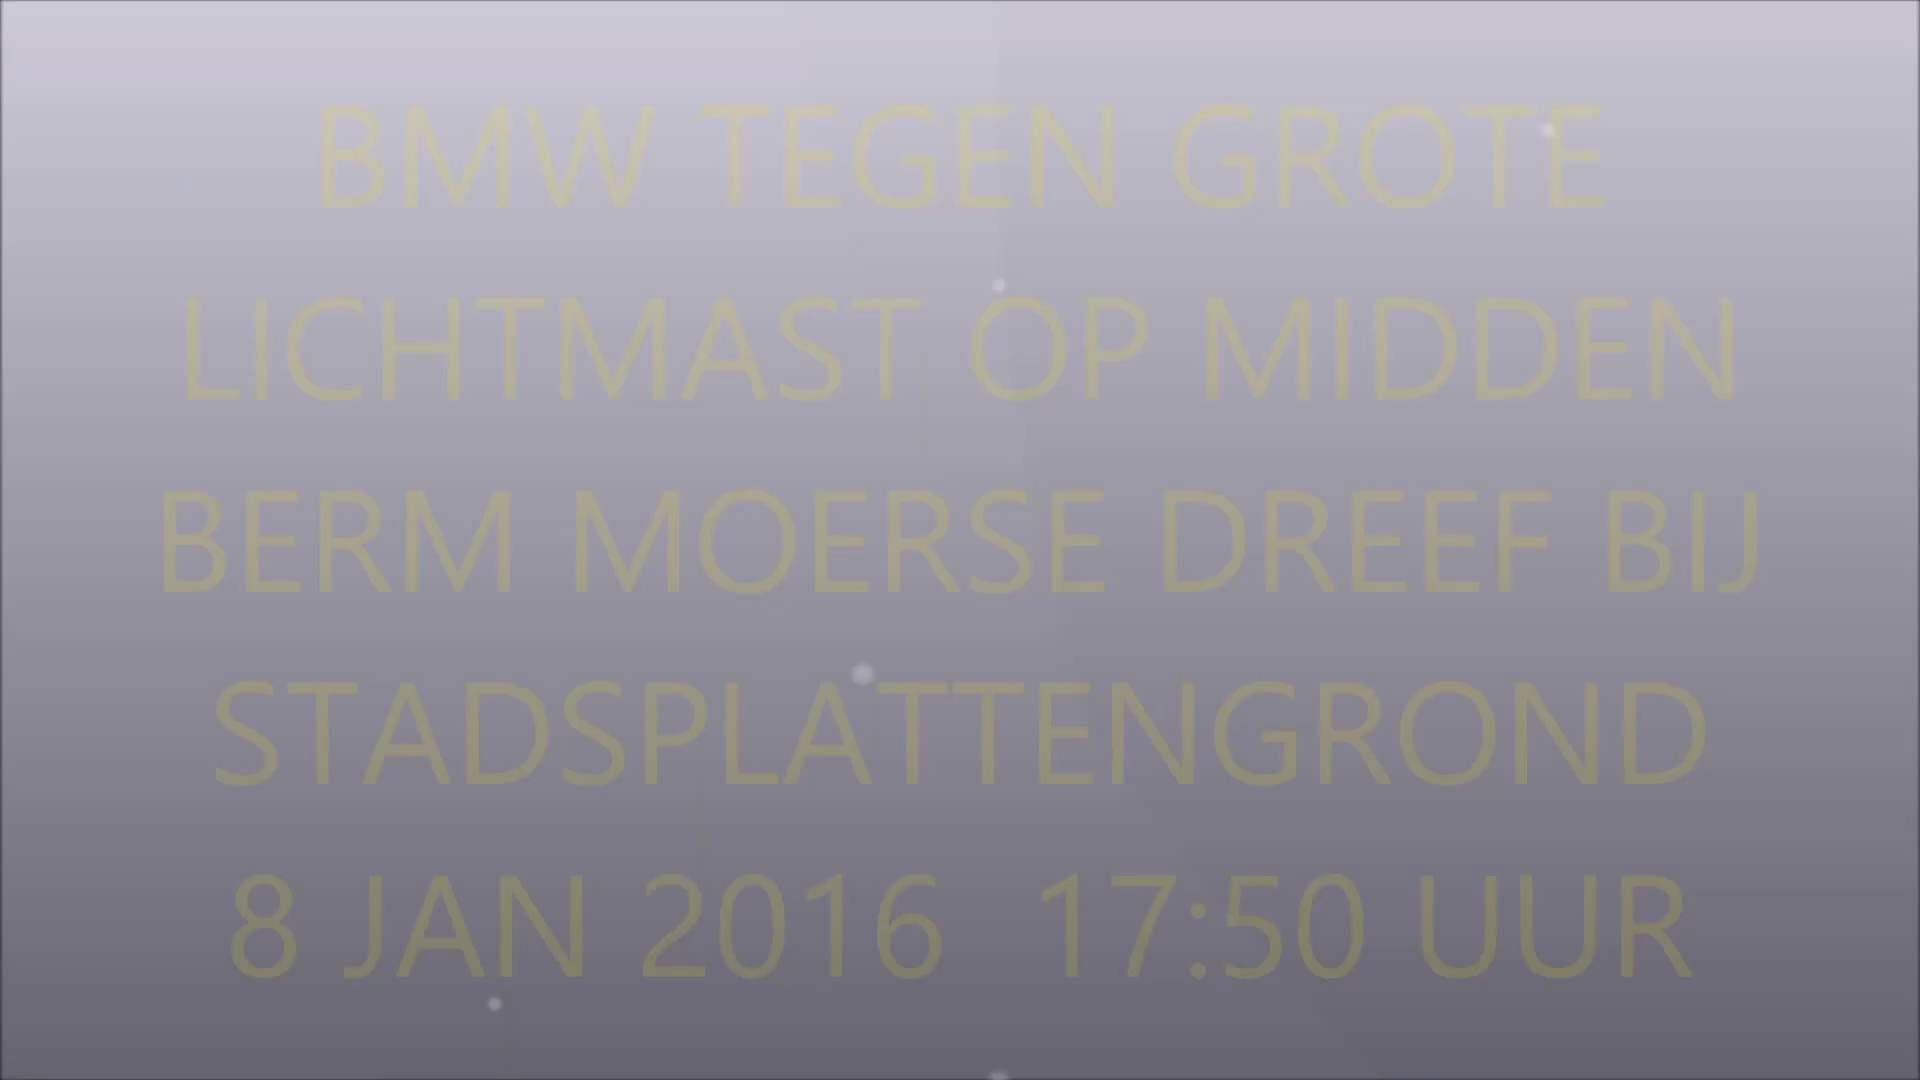 BMW TEGEN GROTE
LICHTMAST OP MIDDEN
BERM MOERSE DREEF BIJ
STADSPLATTENGROND
8 JAN 2016 17:50 UUR